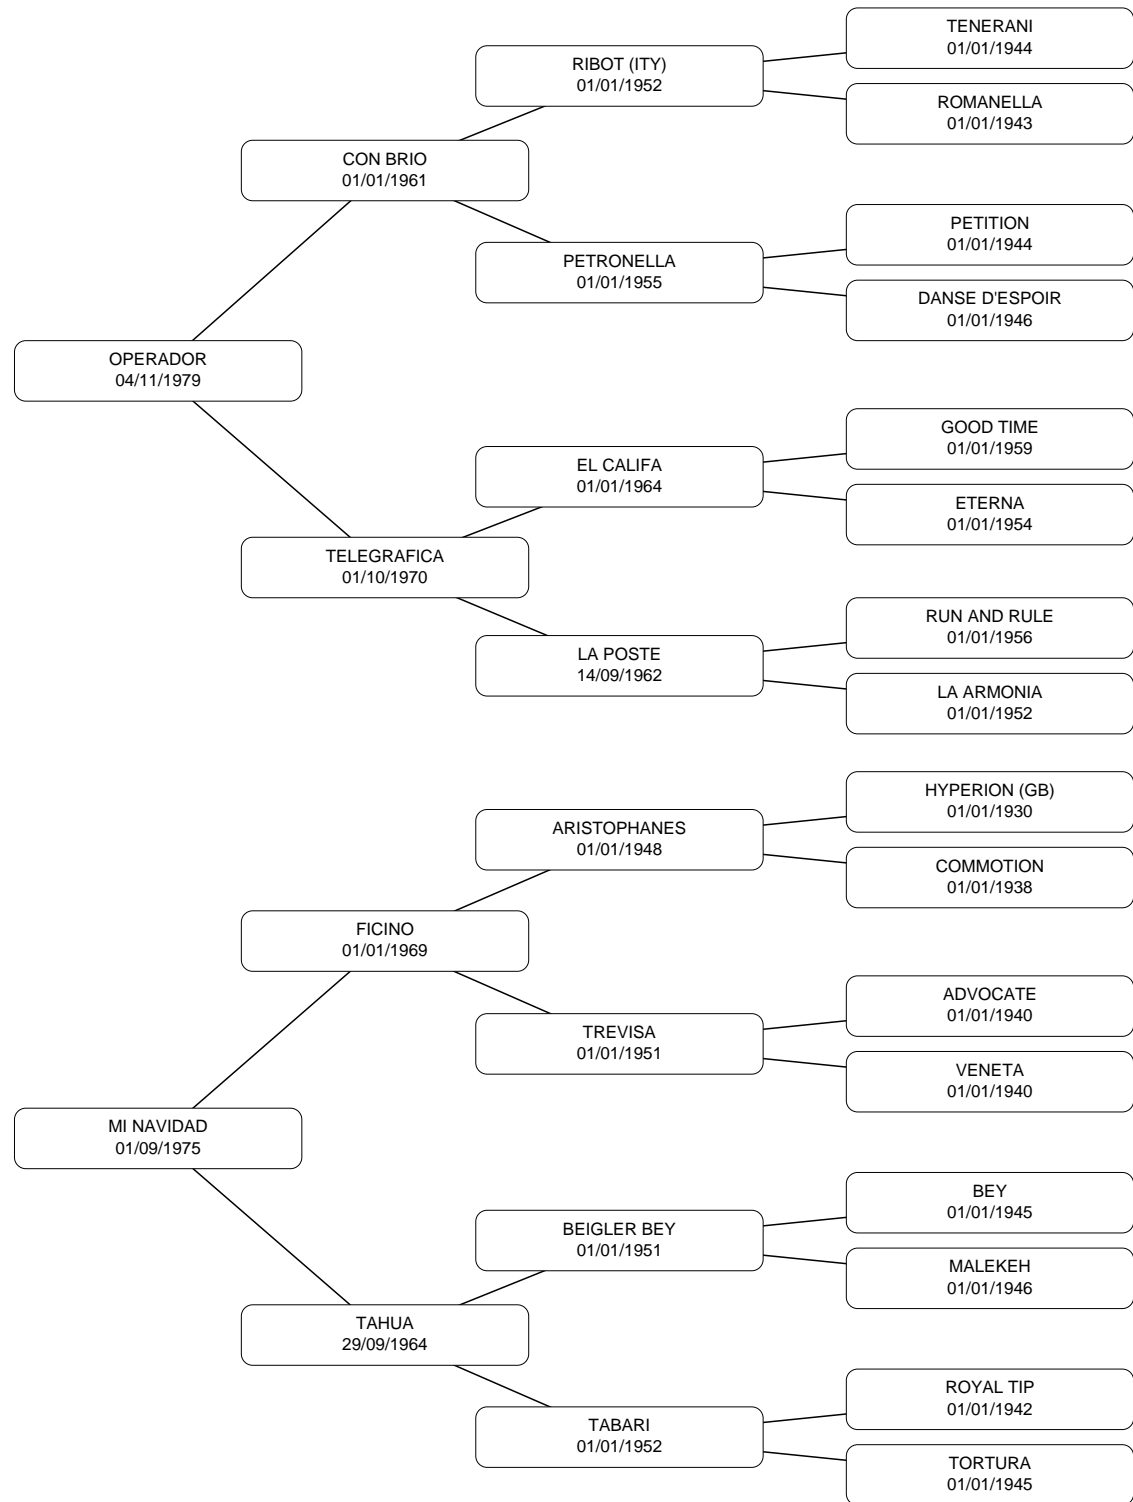 TENERANI
01/01/1944
RIBOT (ITY)
01/01/1952
ROMANELLA
01/01/1943
CON BRIO
01/01/1961
PETITION
01/01/1944
PETRONELLA
01/01/1955
DANSE D'ESPOIR
01/01/1946
OPERADOR
04/11/1979
GOOD TIME
01/01/1959
EL CALIFA
01/01/1964
ETERNA
01/01/1954
TELEGRAFICA
01/10/1970
RUN AND RULE
01/01/1956
LA POSTE
14/09/1962
LA ARMONIA
01/01/1952
HYPERION (GB)
01/01/1930
ARISTOPHANES
01/01/1948
COMMOTION
01/01/1938
FICINO
01/01/1969
ADVOCATE
01/01/1940
TREVISA
01/01/1951
VENETA
01/01/1940
MI NAVIDAD
01/09/1975
BEY
01/01/1945
BEIGLER BEY
01/01/1951
MALEKEH
01/01/1946
TAHUA
29/09/1964
ROYAL TIP
01/01/1942
TABARI
01/01/1952
TORTURA
01/01/1945